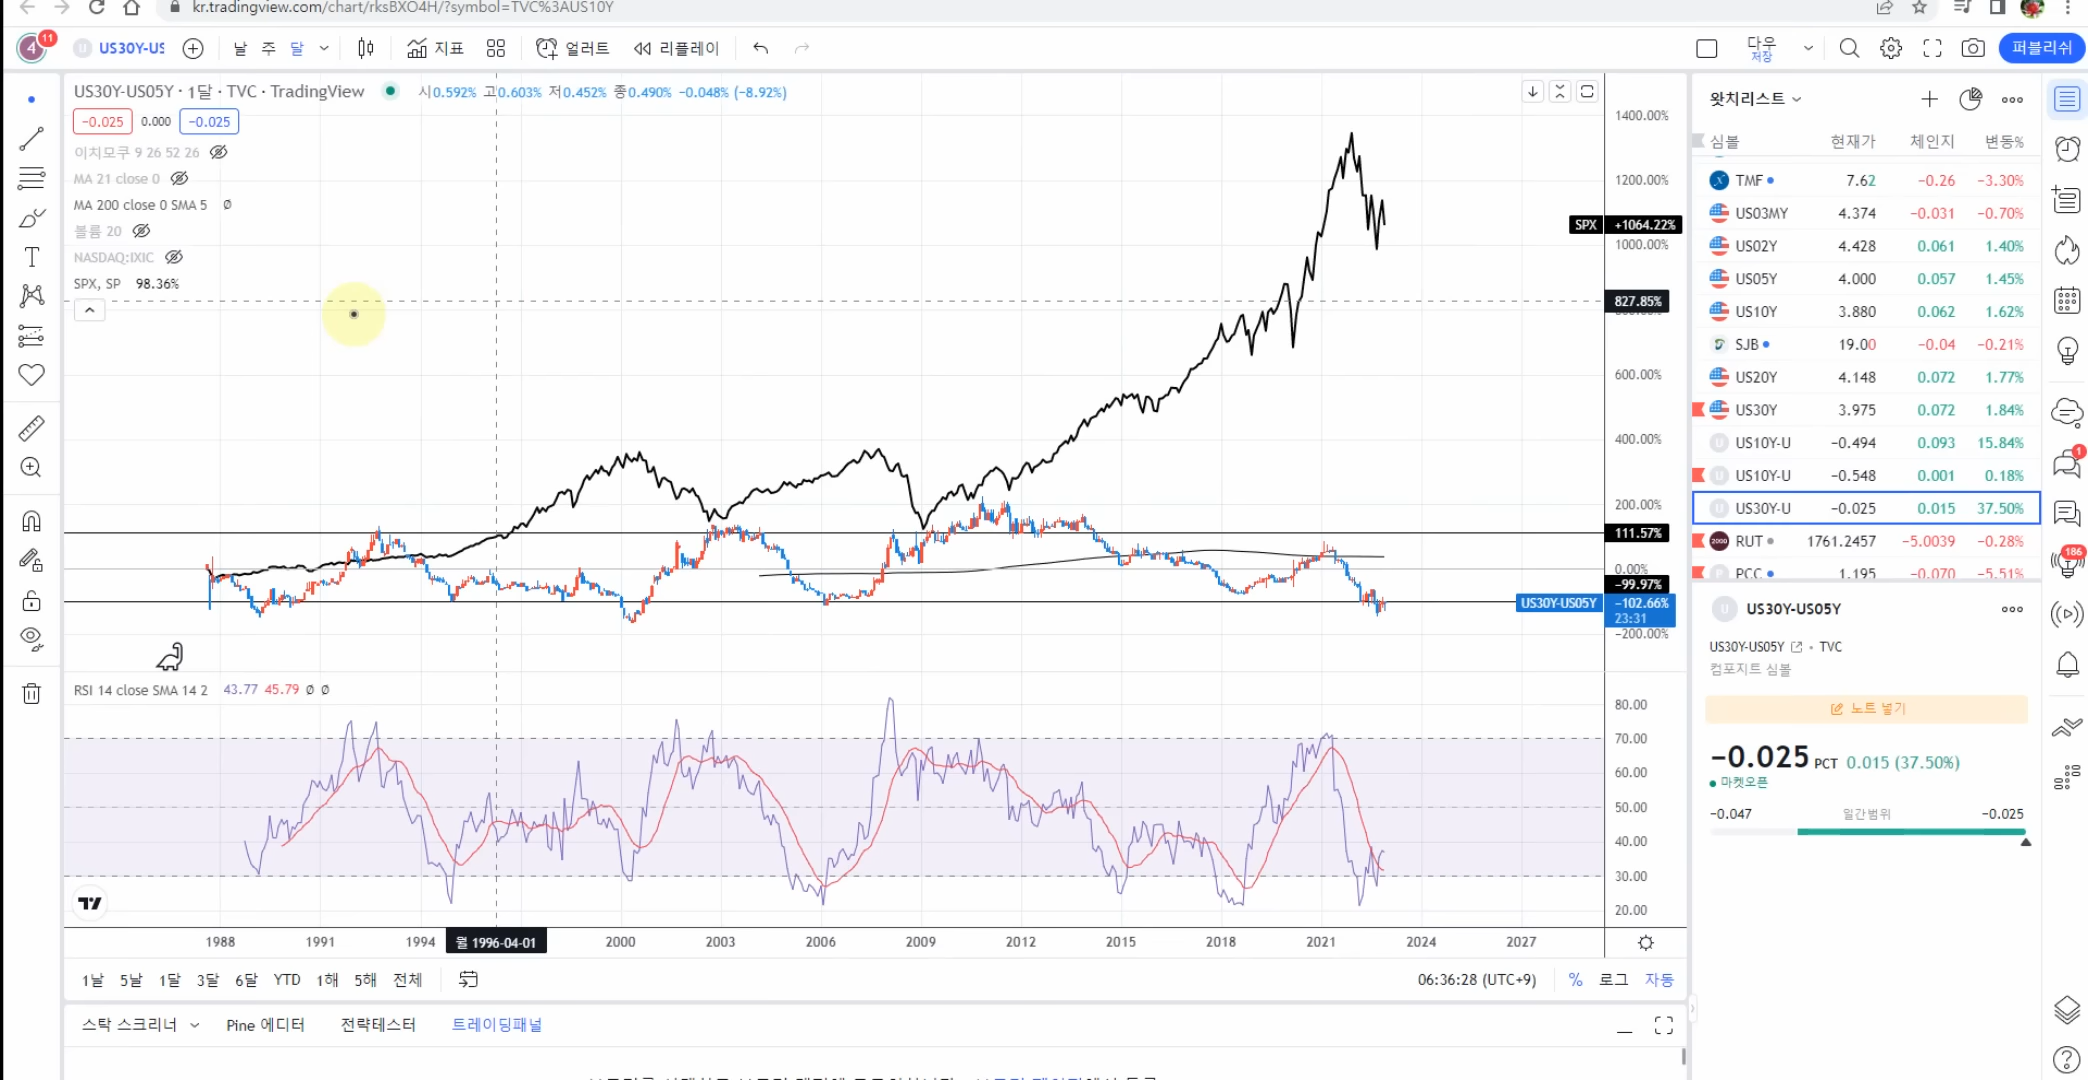 kr.tradingview.com/chart/rksBXO4H/?symbol=TVC%3AUS10Y
4
11
US30Y-US
날 주 달
지표
얼러트
리플레이
다우
저장
퍼블리쉬
US30Y-US05Y · 1달 · TVC · TradingView
시0.592% 고0.603% 저0.452% 종0.490% −0.048% (−8.92%)
−0.025 0.000 −0.025
이치모쿠 9 26 52 26
MA 21 close 0
MA 200 close 0 SMA 5 Ø
볼륨 20
NASDAQ:IXIC
SPX, SP 98.36%
1400.00%
1200.00%
SPX +1064.22%
1000.00%
827.85%
600.00%
400.00%
200.00%
111.57%
0.00%
−99.97%
US30Y-US05Y −102.66%
23:31
−200.00%
RSI 14 close SMA 14 2 43.77 45.79 Ø Ø
80.00
70.00
60.00
50.00
40.00
30.00
20.00
1988 1991 1994 월 1996-04-01 2000 2003 2006 2009 2012 2015 2018 2021 2024 2027
1날 5날 1달 3달 6달 YTD 1해 5해 전체
06:36:28 (UTC+9) % 로그 자동
스탁 스크리너 Pine 에디터 전략테스터 트레이딩패널
왓치리스트
심볼 현재가 체인지 변동%
TMF 7.62 −0.26 −3.30%
US03MY 4.374 −0.031 −0.70%
US02Y 4.428 0.061 1.40%
US05Y 4.000 0.057 1.45%
US10Y 3.880 0.062 1.62%
SJB 19.00 −0.04 −0.21%
US20Y 4.148 0.072 1.77%
US30Y 3.975 0.072 1.84%
U US10Y-U −0.494 0.093 15.84%
U US10Y-U −0.548 0.001 0.18%
U US30Y-U −0.025 0.015 37.50%
2000 RUT 1761.2457 −5.0039 −0.28%
PCC 1.195 −0.070 −5.51%
U US30Y-US05Y
US30Y-US05Y · TVC
컴포지트 심볼
노트 넣기
−0.025 PCT 0.015 (37.50%)
마켓오픈
−0.047 일간범위 −0.025
1
186